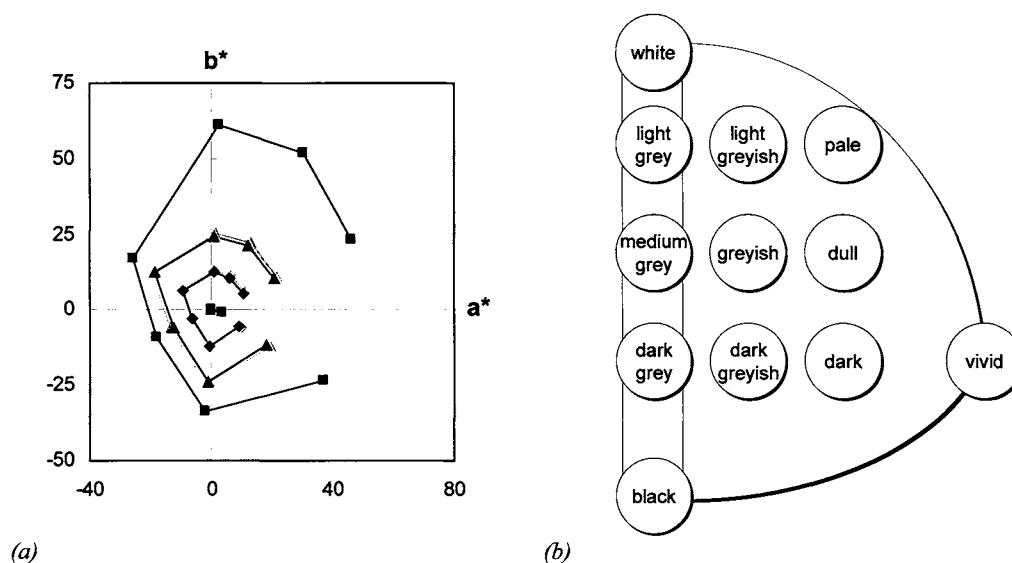 b*
75
50
25
0
-25
-50
-40
0
40
80
a*
(a)
white
light
grey
light
greyish
pale
medium
grey
greyish
dull
dark
grey
dark
greyish
dark
vivid
black
(b)